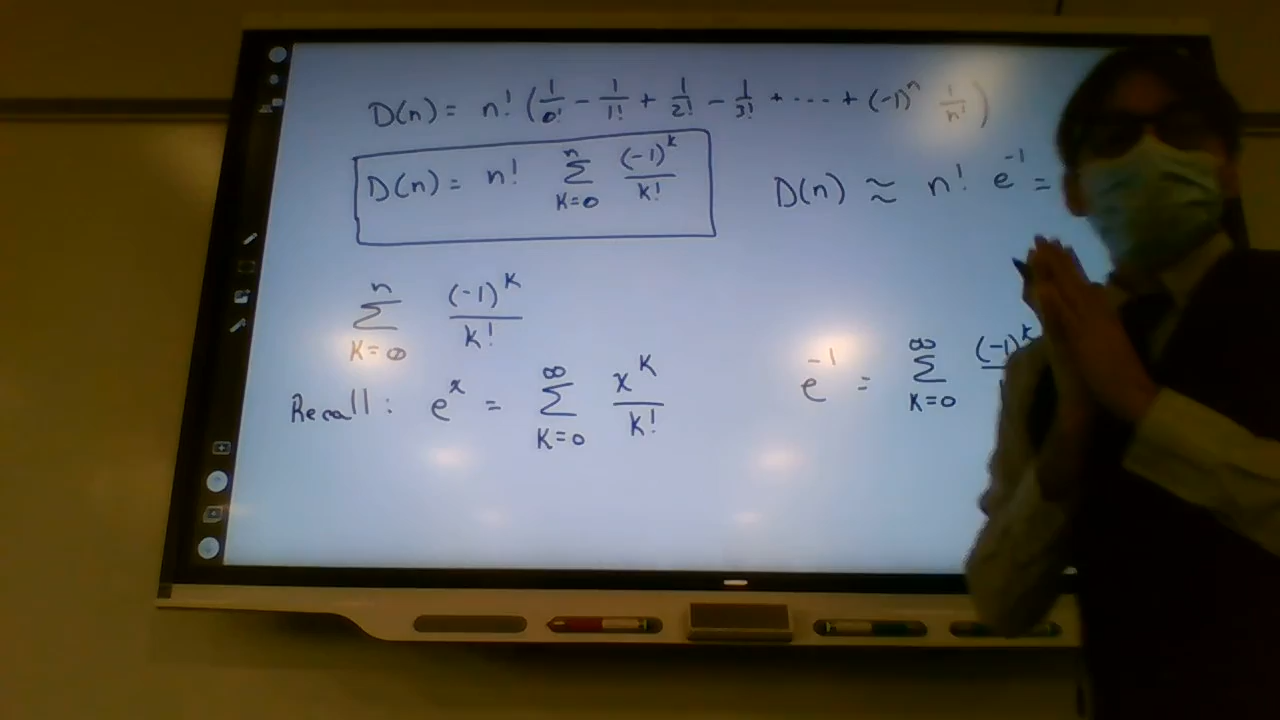 D(n) = n! (1/0! - 1/1! + 1/2! - 1/3! + ... + (-1)^n 1/n!)
D(n) = n! Σ_{k=0}^{n} (-1)^k/k!
D(n) ≈ n! e^{-1} =
Σ_{k=0}^{n} (-1)^k/k!
Recall: e^x = Σ_{k=0}^{∞} x^k/k!
e^{-1} = Σ_{k=0}^{∞} (-1)^k